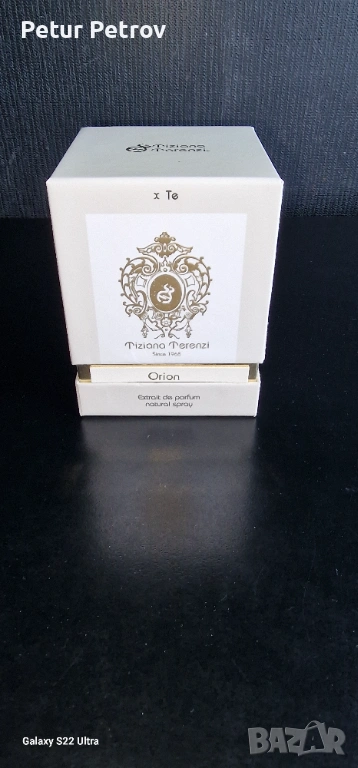 Petur Petrov
Tiziana
Terenzi
x Te
Tiziana Terenzi
Since 1968
Orion
Extrait de parfum
natural spray
Galaxy S22 Ultra
BAZAR